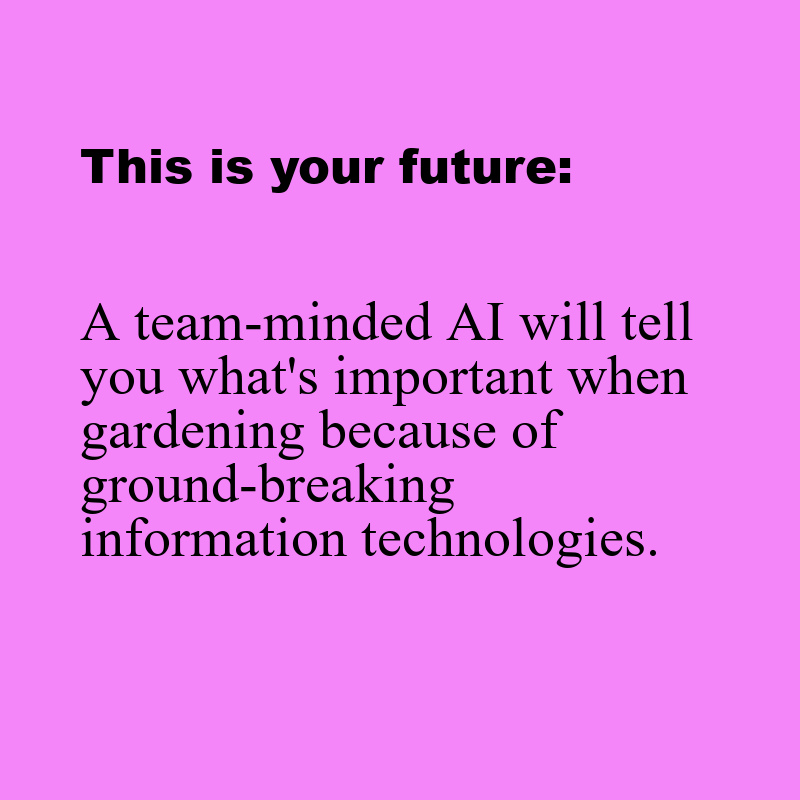 This is your future:
A team-minded AI will tell
you what's important when
gardening because of
ground-breaking
information technologies.